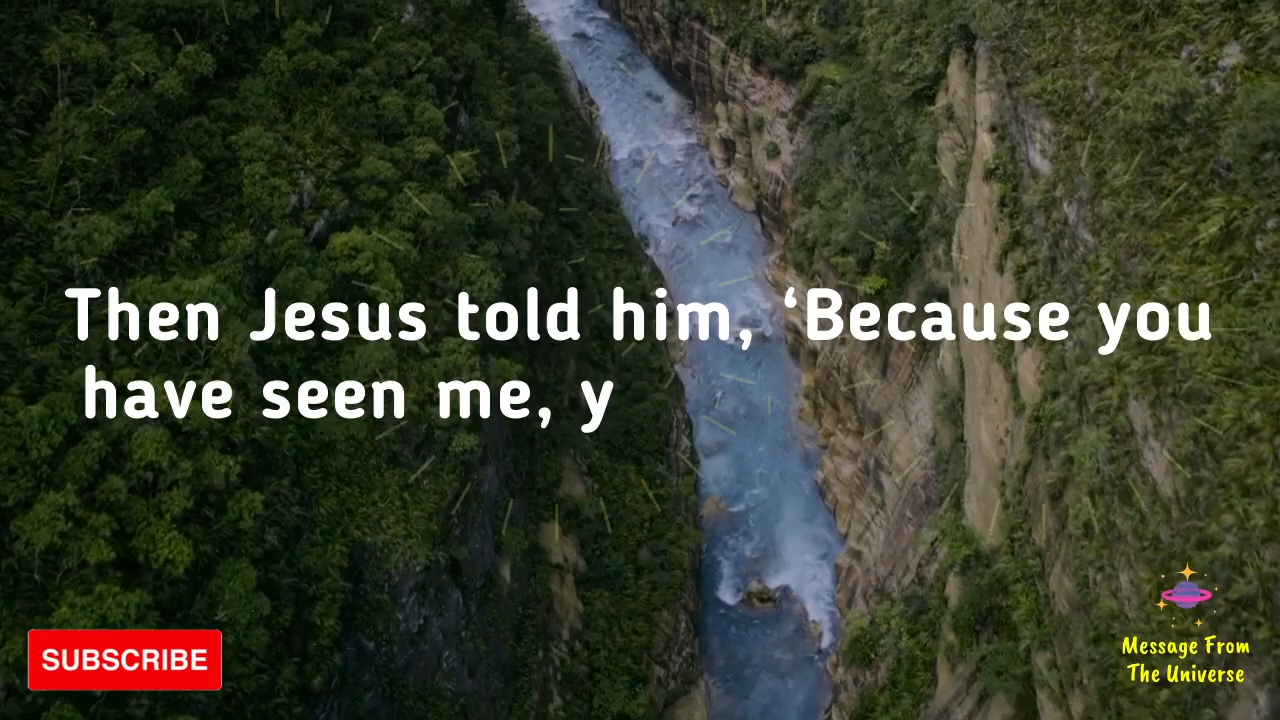 Then Jesus told him, ‘Because you
have seen me, y
SUBSCRIBE
Message From
The Universe